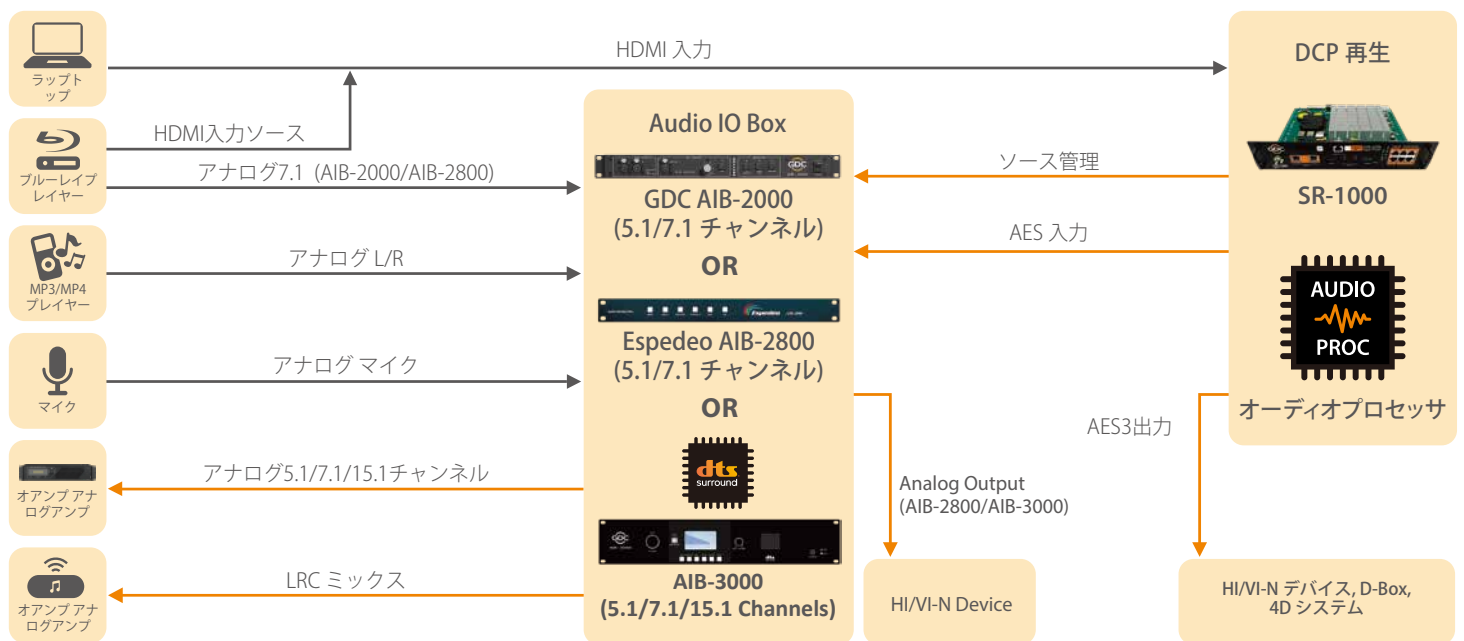 ラップト
ップ
HDMI 入力
DCP 再生
SR-1000
AUDIO
PROC
オーディオプロセッサ
ブルーレイプ
レイヤー
HDMI入力ソース
アナログ7.1 (AIB-2000/AIB-2800)
MP3/MP4
プレイヤー
アナログ L/R
マイク
アナログ マイク
オアンプ アナ
ログアンプ
アナログ5.1/7.1/15.1チャンネル
オアンプ アナ
ログアンプ
LRC ミックス
Audio IO Box
GDC
GDC AIB-2000
(5.1/7.1 チャンネル)
OR
Espedeo
Espedeo AIB-2800
(5.1/7.1 チャンネル)
OR
dts
surround
GDC
AIB-3000
(5.1/7.1/15.1 Channels)
ソース管理
AES 入力
Analog Output
(AIB-2800/AIB-3000)
HI/VI-N Device
AES3出力
HI/VI-N デバイス, D-Box,
4D システム